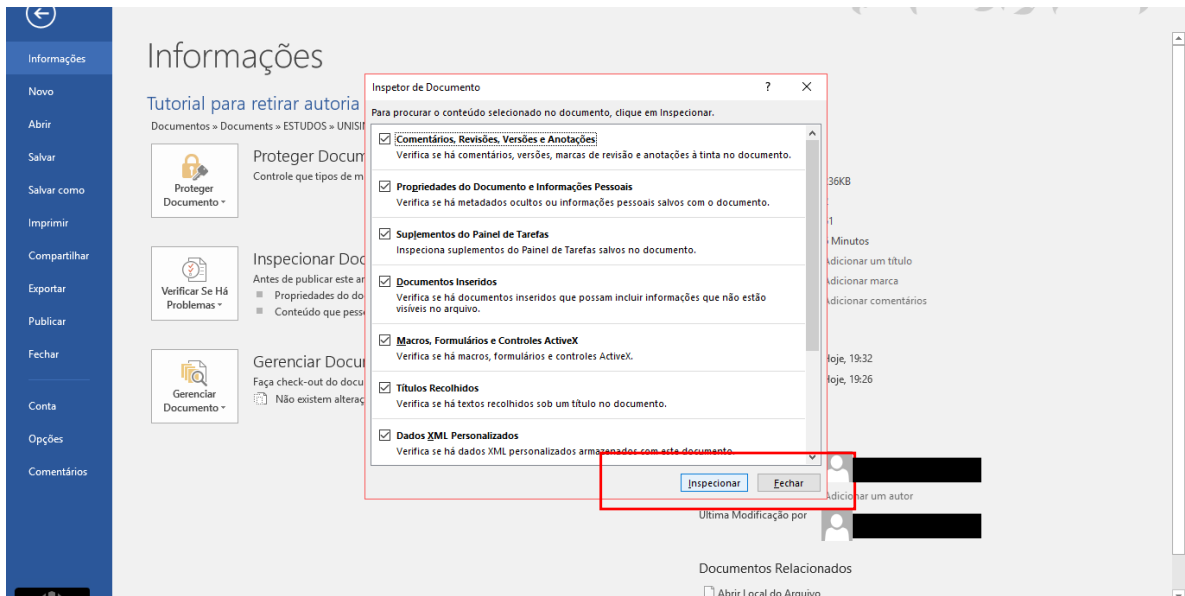 Informações
Novo
Abrir
Salvar
Salvar como
Imprimir
Compartilhar
Exportar
Publicar
Fechar
Conta
Opções
Comentários
Informações
Tutorial para retirar autoria
Documentos » Documents » ESTUDOS »
Proteger Documento
Proteger
Controle que tipos de m
Verificar Se Há
Problemas
Inspecionar Doc
Antes de publicar este ar
Propriedades do do
Conteúdo que pess
Gerenciar
Documento
Gerenciar Docu
Faça check-out do docu
Não existem alteraç
Inspetor de Documento
?
Para procurar o conteúdo selecionado no documento, clique em Inspecionar.
Comentários, Revisões, Versões e Anotações
Verifica se há comentários, versões, marcas de revisão e anotações à tinta no documento.
Propriedades do Documento e Informações Pessoais
Verifica se há metadados ocultos ou informações pessoais salvos com o documento.
Suplementos do Painel de Tarefas
Inspeciona suplementos do Painel de Tarefas salvos no documento.
Documentos Inseridos
Verifica se há documentos inseridos que possam incluir informações que não estão
visíveis no arquivo.
Macros, Formulários e Controles ActiveX
Verifica se há macros, formulários e controles ActiveX.
Títulos Recolhidos
Verifica se há textos recolhidos sob um título no documento.
Dados XML Personalizados
Verifica se há dados XML personalizados armazenados com este documento.
Inspecionar
Fechar
36KB
Minutos
Adicionar um título
Adicionar marca
Adicionar comentários
Hoje, 19:32
Hoje, 19:26
Adicionar um autor
Última Modificação por
Documentos Relacionados
Abrir Local do Arquivo